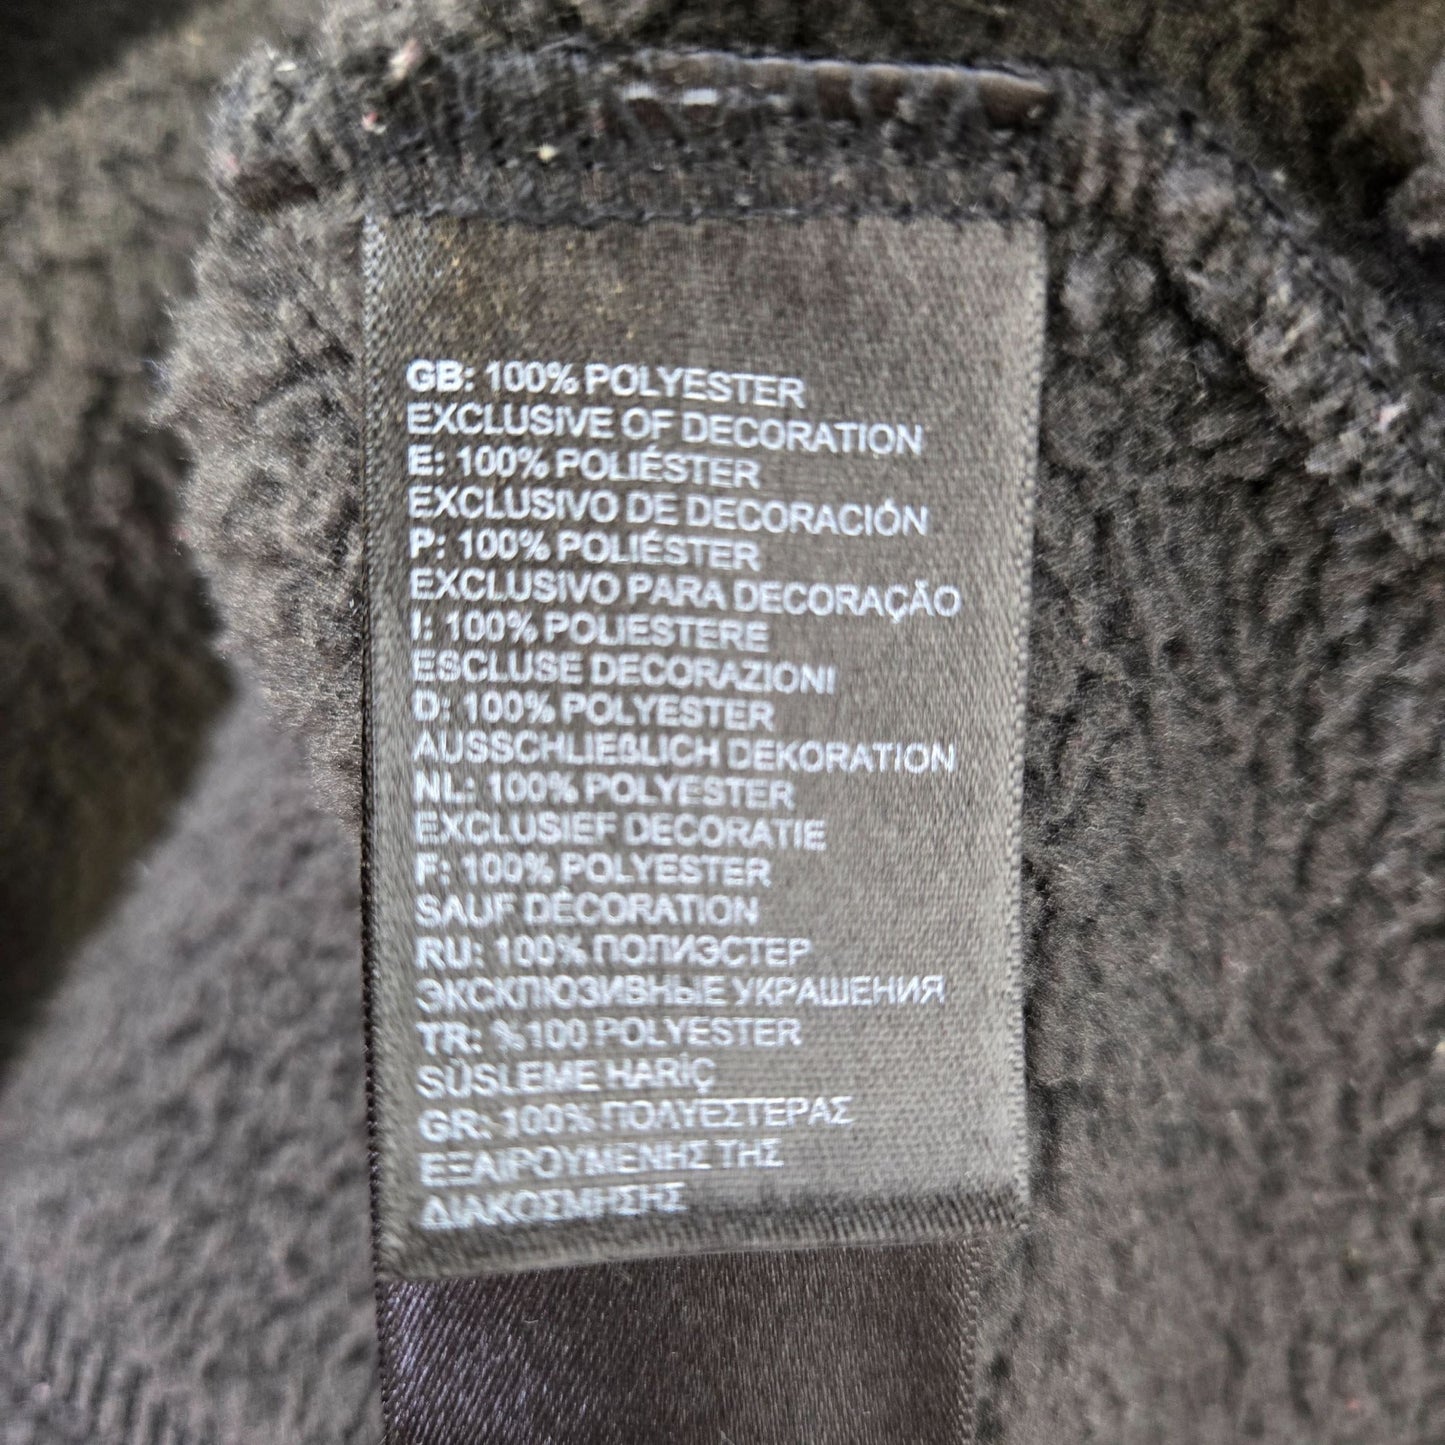 GB: 100% POLYESTER
EXCLUSIVE OF DECORATION
E: 100% POLIÉSTER
EXCLUSIVO DE DECORACIÓN
P: 100% POLIÉSTER
EXCLUSIVO PARA DECORAÇÃO
I: 100% POLIESTERE
ESCLUSE DECORAZIONI
D: 100% POLYESTER
AUSSCHLIEßLICH DEKORATION
NL: 100% POLYESTER
EXCLUSIEF DECORATIE
F: 100% POLYESTER
SAUF DÉCORATION
RU: 100% ПОЛИЭСТЕР
ЭКСКЛЮЗИВНЫЕ УКРАШЕНИЯ
TR: %100 POLYESTER
SÜSLEME HARİÇ
GR: 100% ΠΟΛΥΕΣΤΕΡΑΣ
ΕΞΑΙΡΟΥΜΕΝΗΣ ΤΗΣ
ΔΙΑΚΟΣΜΗΣΗΣ